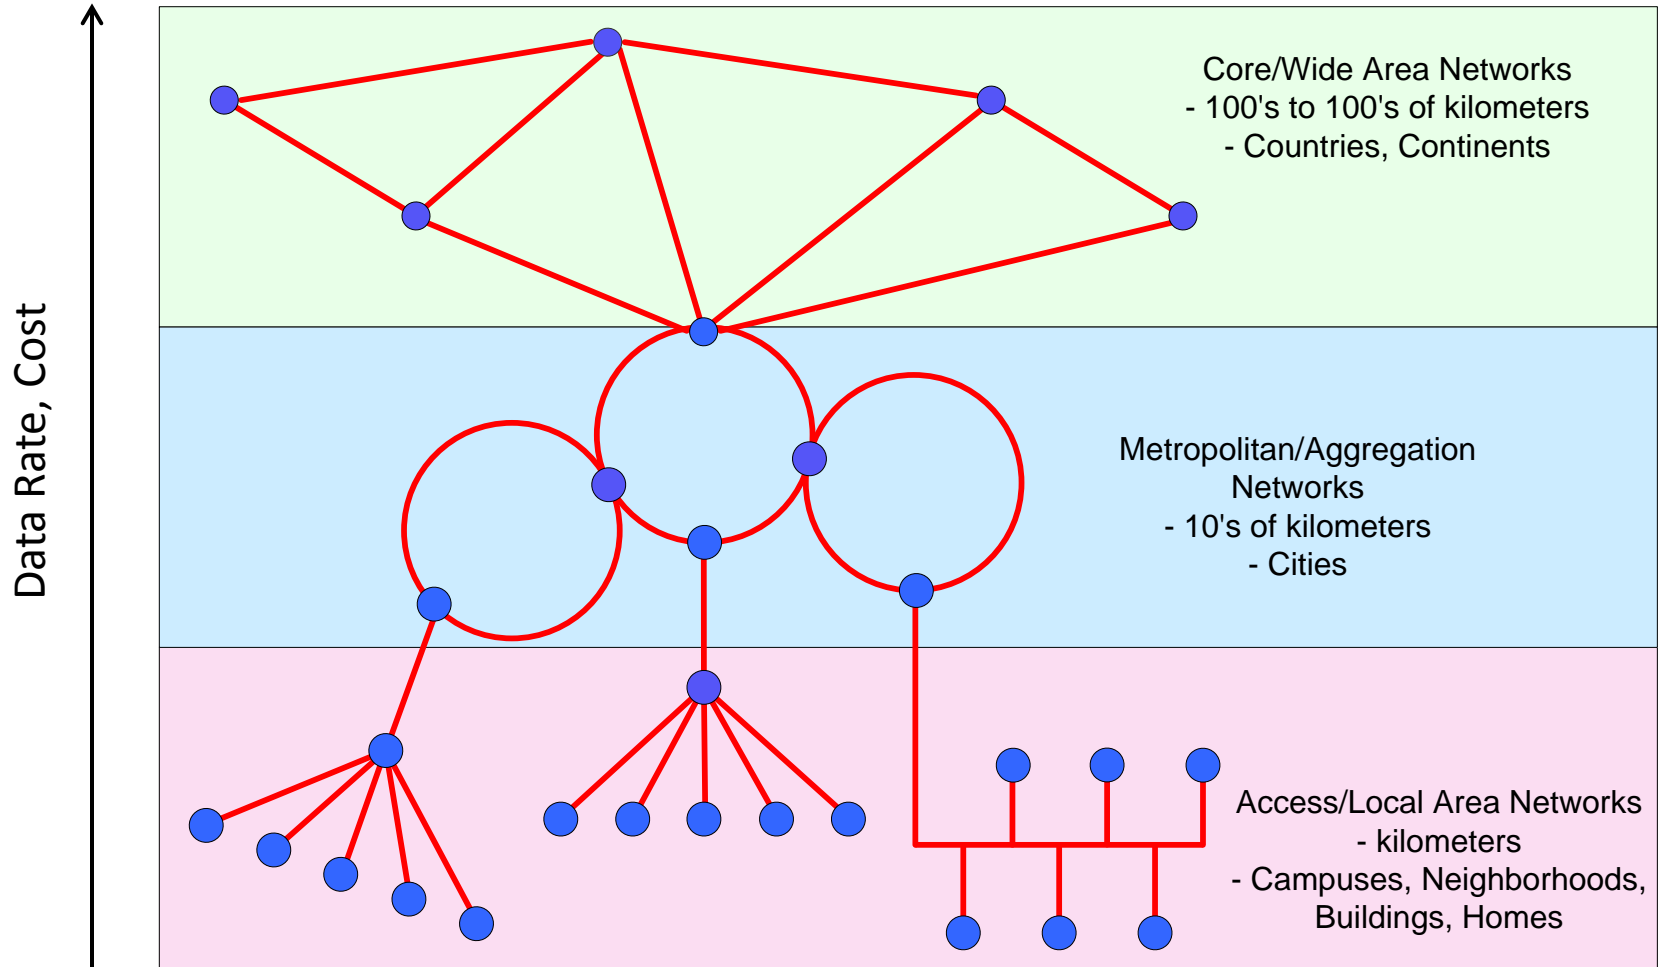 Data Rate, Cost
Core/Wide Area Networks
- 100's to 100's of kilometers
- Countries, Continents
Metropolitan/Aggregation
Networks
- 10's of kilometers
- Cities
Access/Local Area Networks
- kilometers
- Campuses, Neighborhoods,
Buildings, Homes